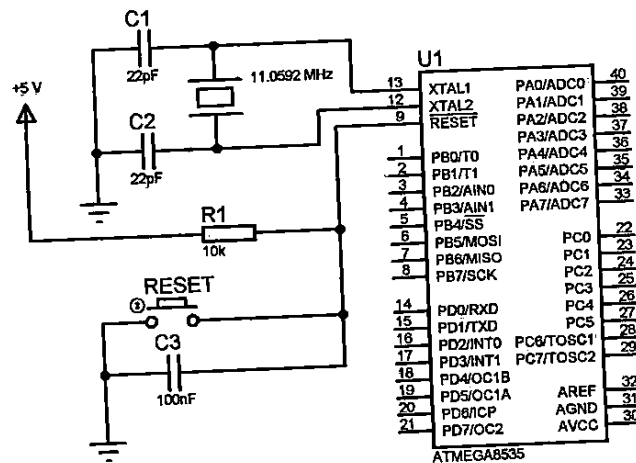 C1
22pF
11.0592 MHz
+5 V
C2
22pF
R1
10k
RESET
C3
100nF
U1
13 XTAL1 PA0/ADC0 40
12 XTAL2 PA1/ADC1 39
9 RESET PA2/ADC2 38
PA3/ADC3 37
1 PB0/T0 PA4/ADC4 36
2 PB1/T1 PA5/ADC5 35
3 PB2/AIN0 PA6/ADC6 34
4 PB3/AIN1 PA7/ADC7 33
5 PB4/SS
6 PB5/MOSI PC0 22
7 PB6/MISO PC1 23
8 PB7/SCK PC2 24
PC3 25
14 PD0/RXD PC4 26
15 PD1/TXD PC5 27
16 PD2/INT0 PC6/TOSC1 28
17 PD3/INT1 PC7/TOSC2 29
18 PD4/OC1B
19 PD5/OC1A AREF 32
20 PD6/ICP AGND 31
21 PD7/OC2 AVCC 30
ATMEGA8535